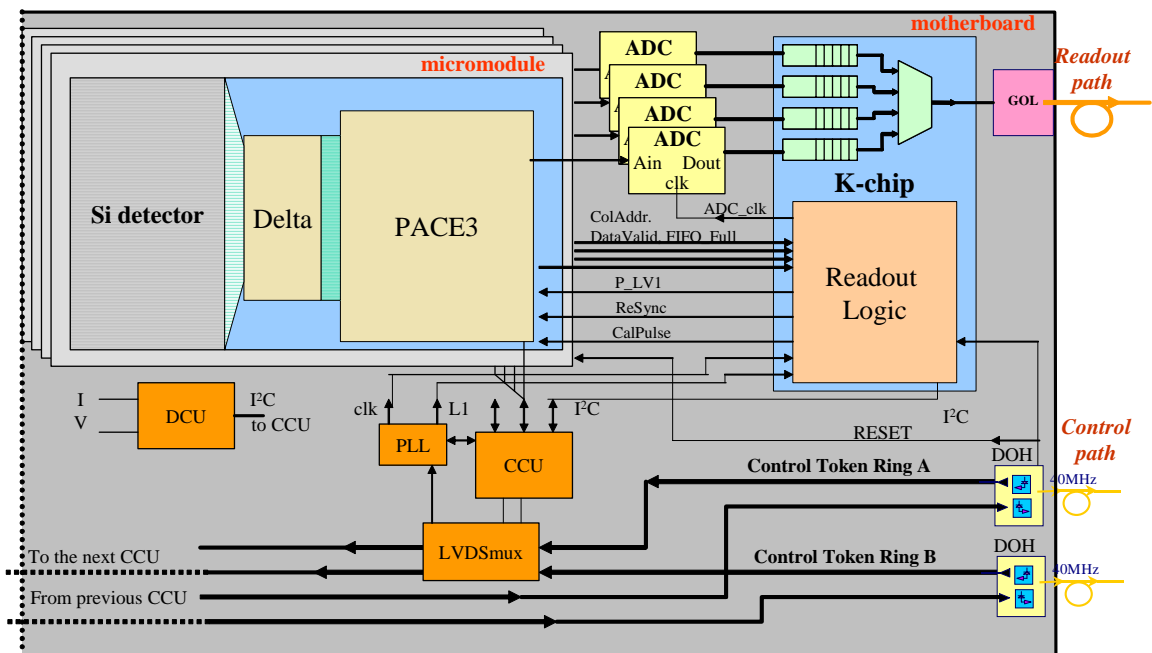 motherboard
micromodule
ADC
A
ADC
A
ADC
A
ADC
Ain Dout
clk
Readout
path
GOL
K-chip
Si detector
Delta
PACE3
ColAddr.
ADC_clk
DataValid, FIFO_Full
P_LV1
ReSync
CalPulse
Readout
Logic
I
V
DCU
I²C
to CCU
clk
L1
I²C
I²C
PLL
CCU
RESET
Control
path
DOH
40MHz
Control Token Ring A
LVDSmux
To the next CCU
Control Token Ring B
DOH
40MHz
From previous CCU